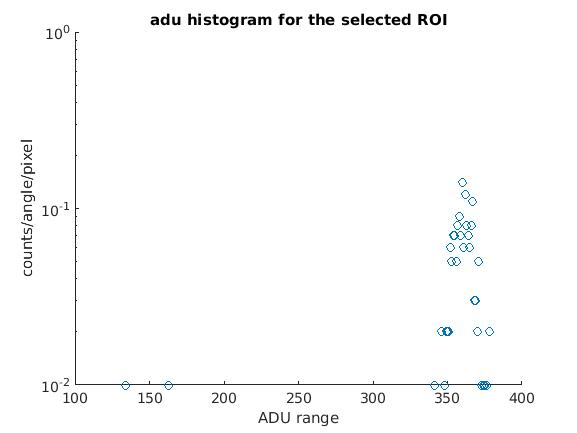 adu histogram for the selected ROI
10^0
10^-1
10^-2
counts/angle/pixel
100 150 200 250 300 350 400
ADU range